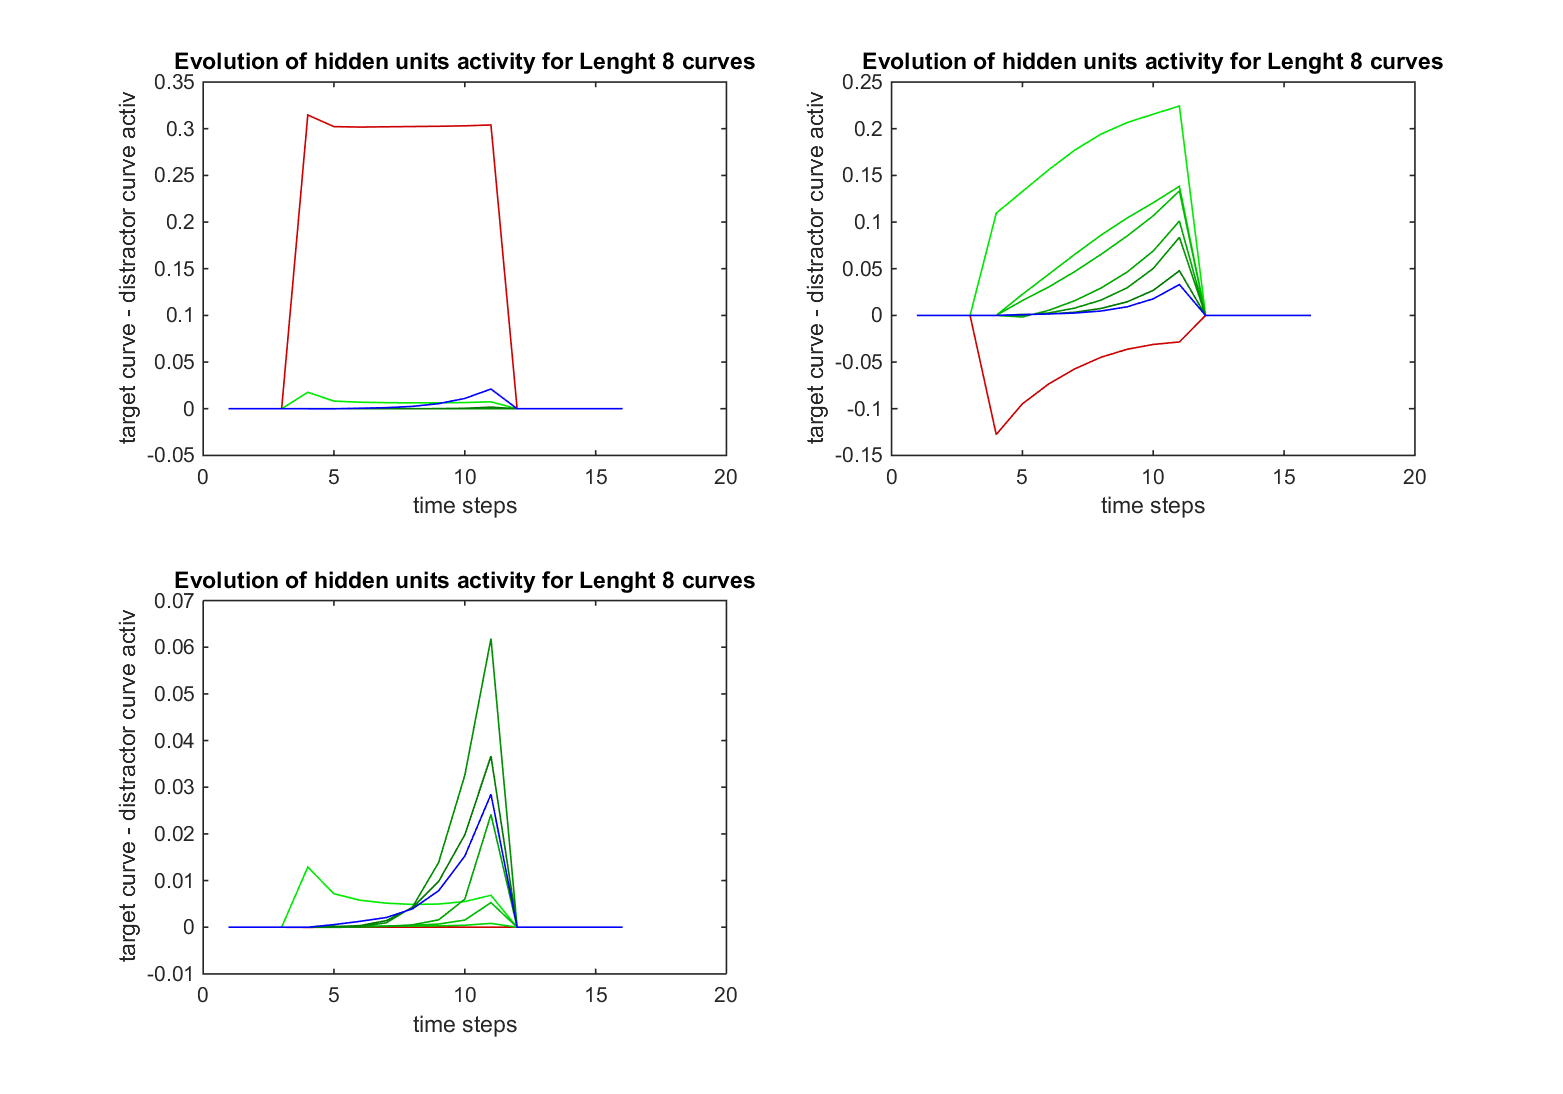 Evolution of hidden units activity for Lenght 8 curves
target curve - distractor curve activ
0.35
0.3
0.25
0.2
0.15
0.1
0.05
0
-0.05
0 5 10 15 20
time steps
Evolution of hidden units activity for Lenght 8 curves
target curve - distractor curve activ
0.25
0.2
0.15
0.1
0.05
0
-0.05
-0.1
-0.15
0 5 10 15 20
time steps
Evolution of hidden units activity for Lenght 8 curves
target curve - distractor curve activ
0.07
0.06
0.05
0.04
0.03
0.02
0.01
0
-0.01
0 5 10 15 20
time steps